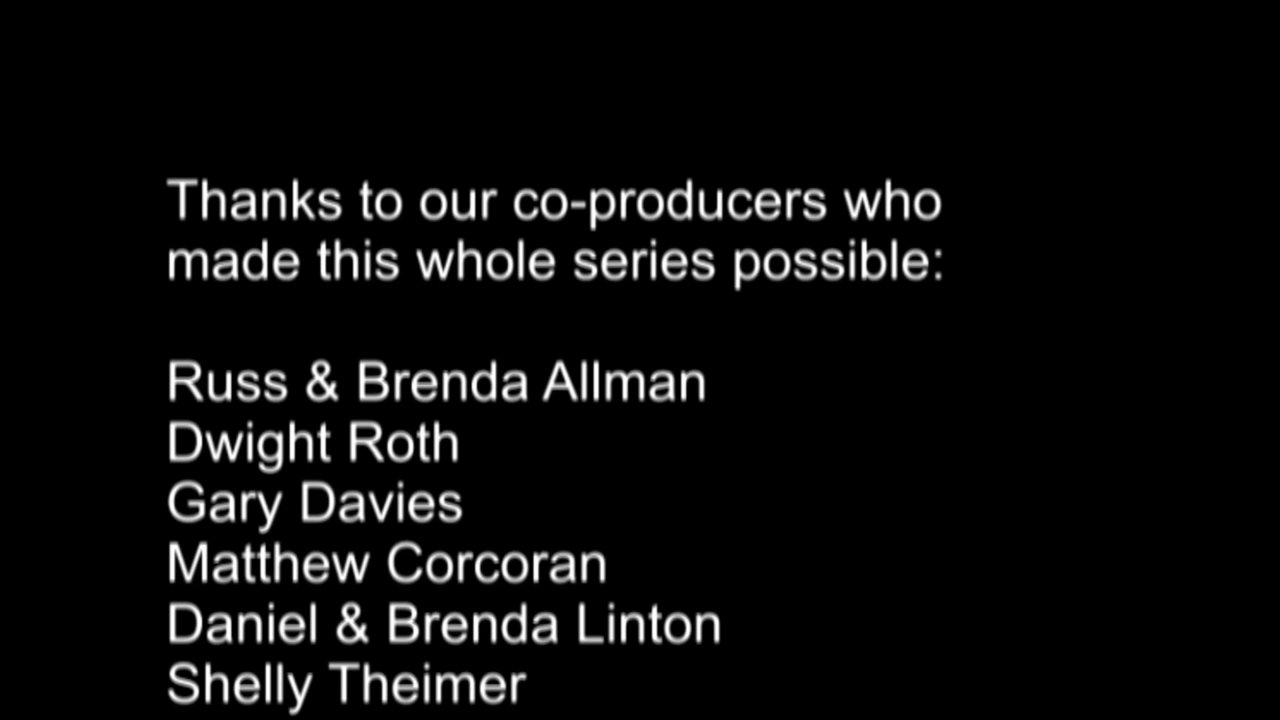 Thanks to our co-producers who
made this whole series possible:
Russ & Brenda Allman
Dwight Roth
Gary Davies
Matthew Corcoran
Daniel & Brenda Linton
Shelly Theimer